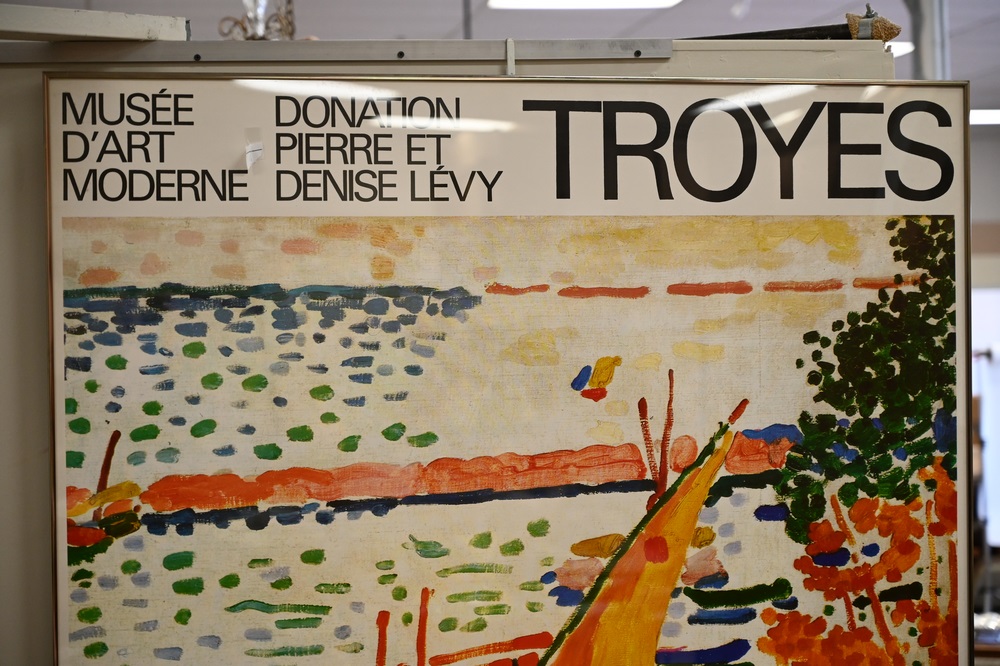 MUSÉE
D'ART
MODERNE
DONATION
PIERRE ET
DENISE LÉVY
TROYES